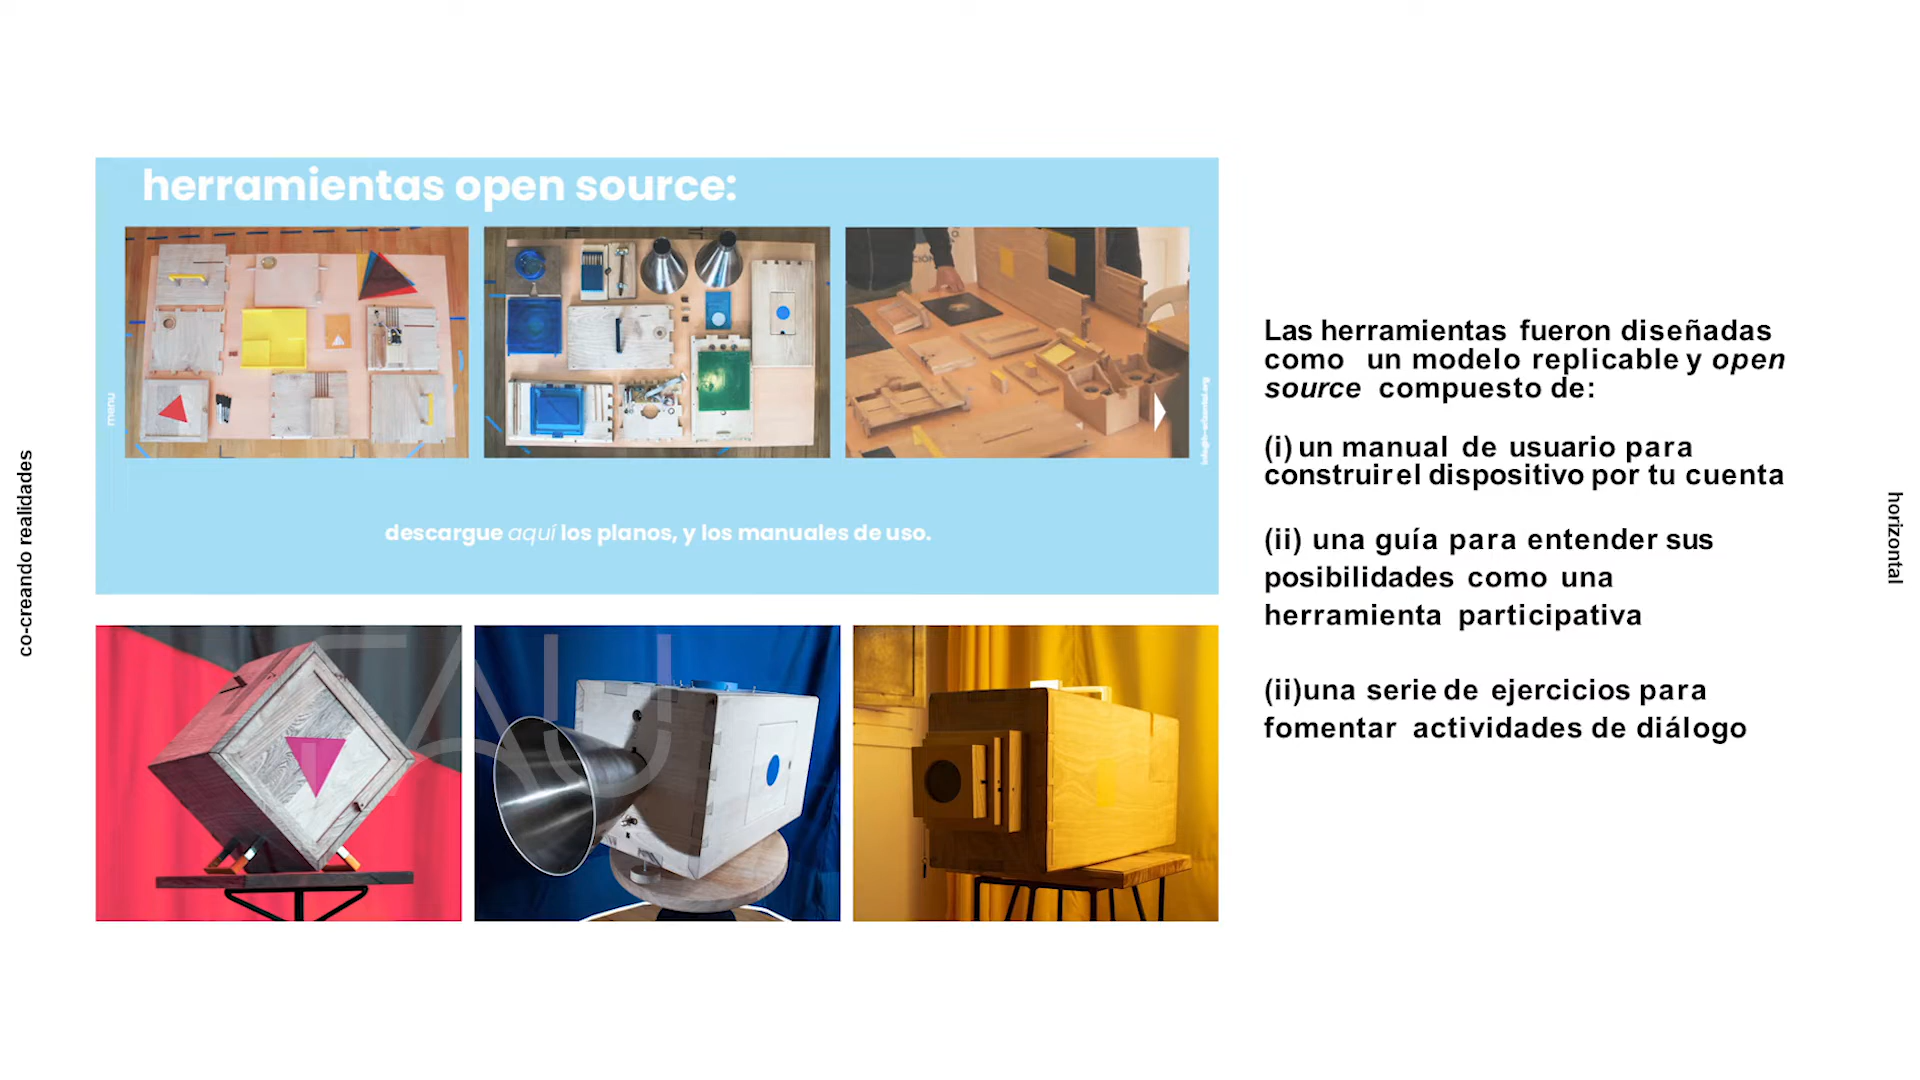 herramientas open source:
menu
descargue aquí los planos, y los manuales de uso.
co-creando realidades
TAU
Las herramientas fueron diseñadas
como un modelo replicable y open
source compuesto de:
(i) un manual de usuario para
construir el dispositivo por tu cuenta
(ii) una guía para entender sus
posibilidades como una
herramienta participativa
(ii)una serie de ejercicios para
fomentar actividades de diálogo
horizontal